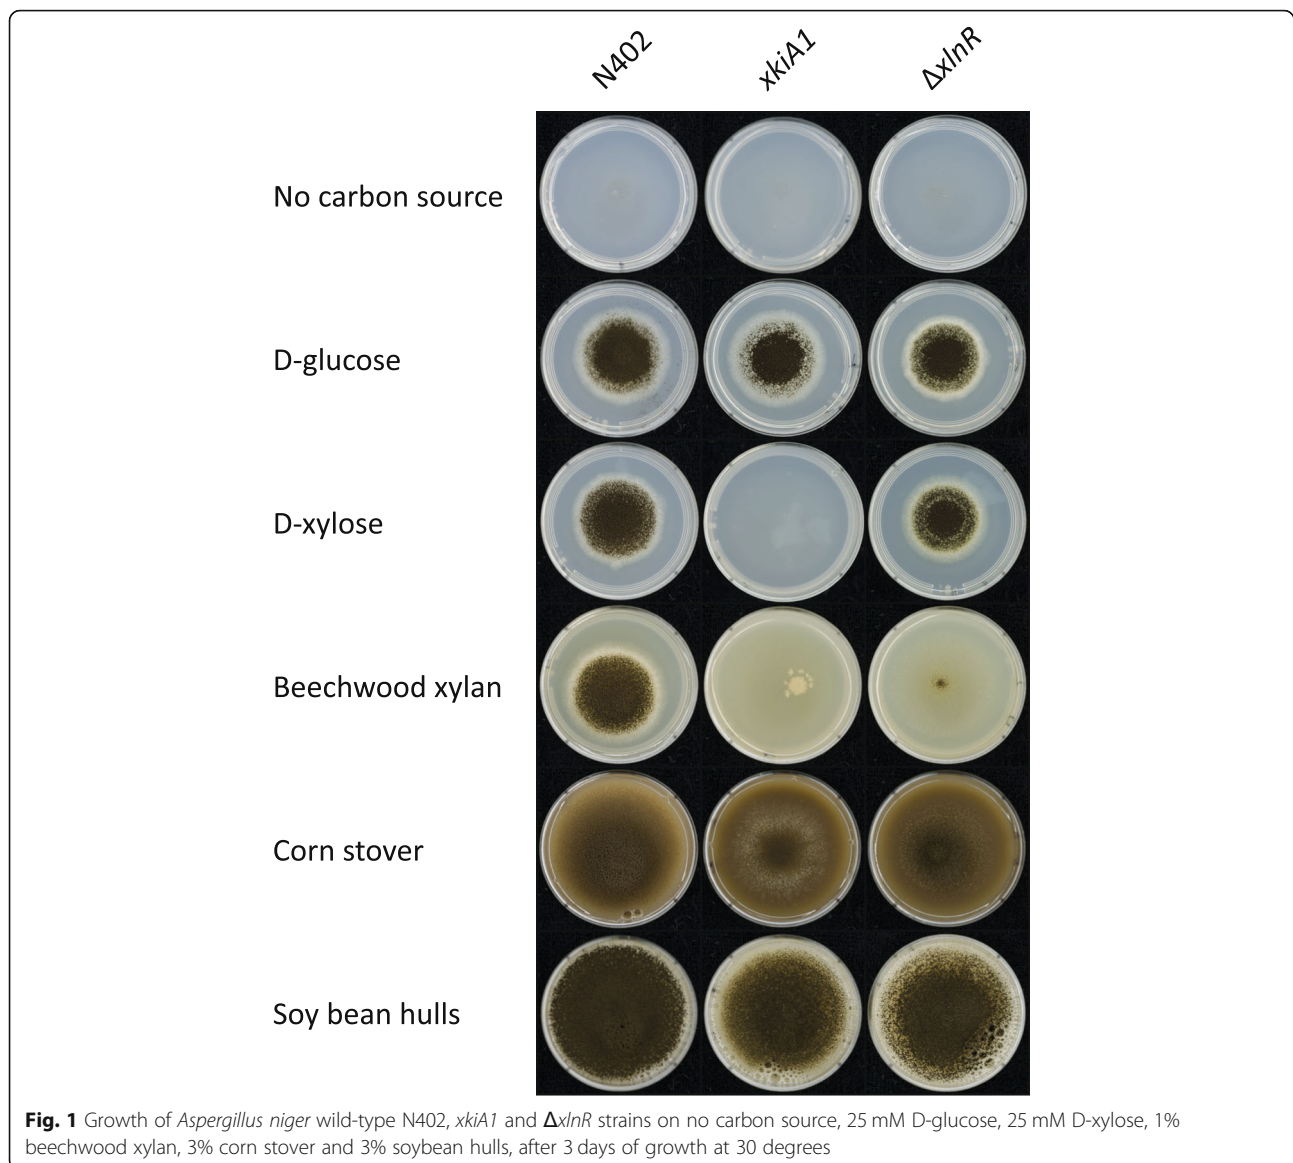 N402 xkiA1 ΔxlnR
No carbon source
D-glucose
D-xylose
Beechwood xylan
Corn stover
Soy bean hulls
Fig. 1 Growth of Aspergillus niger wild-type N402, xkiA1 and ΔxlnR strains on no carbon source, 25 mM D-glucose, 25 mM D-xylose, 1%
beechwood xylan, 3% corn stover and 3% soybean hulls, after 3 days of growth at 30 degrees